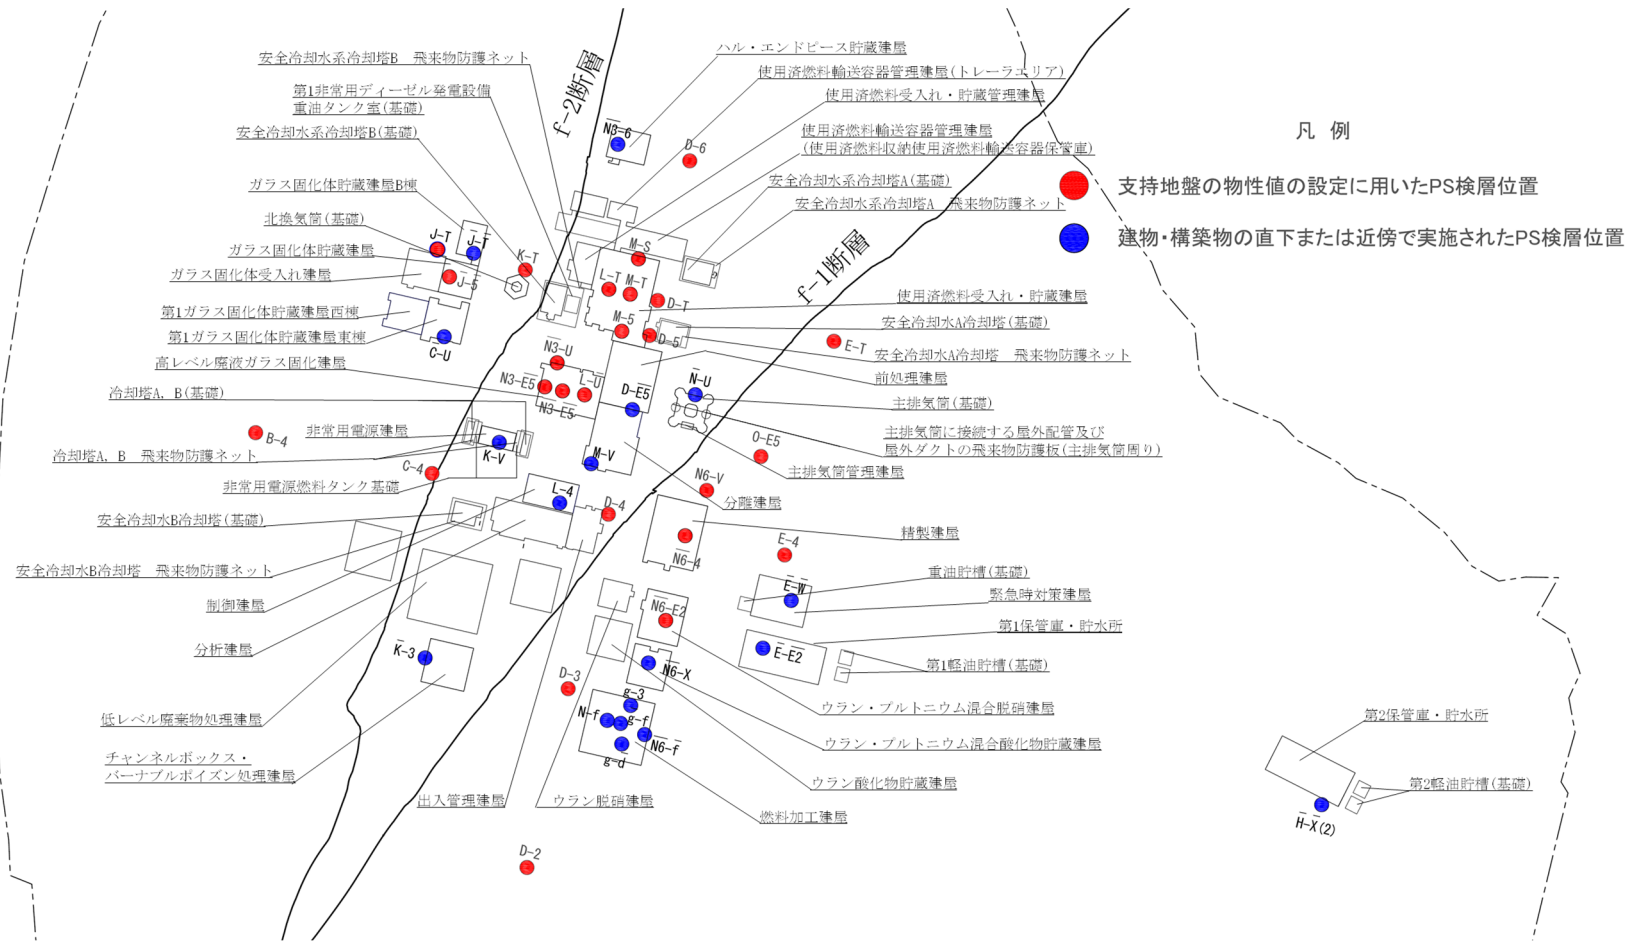 凡 例
支持地盤の物性値の設定に用いたPS検層位置
建物・構築物の直下または近傍で実施されたPS検層位置
f-2断層
f-1断層
安全冷却水系冷却塔B 飛来物防護ネット
第1非常用ディーゼル発電設備
重油タンク室(基礎)
安全冷却水系冷却塔B(基礎)
ガラス固化体貯蔵建屋B棟
北換気筒(基礎)
ガラス固化体貯蔵建屋
ガラス固化体受入れ建屋
第1ガラス固化体貯蔵建屋西棟
第1ガラス固化体貯蔵建屋東棟
高レベル廃液ガラス固化建屋
冷却塔A, B(基礎)
非常用電源建屋
冷却塔A, B 飛来物防護ネット
非常用電源燃料タンク基礎
安全冷却水B冷却塔(基礎)
安全冷却水B冷却塔 飛来物防護ネット
制御建屋
分析建屋
低レベル廃棄物処理建屋
チャンネルボックス・
バーナブルポイズン処理建屋
出入管理建屋
ウラン脱硝建屋
ハル・エンドピース貯蔵建屋
使用済燃料輸送容器管理建屋(トレーラエリア)
使用済燃料受入れ・貯蔵管理建屋
使用済燃料輸送容器管理建屋
(使用済燃料収納使用済燃料輸送容器保管庫)
安全冷却水系冷却塔A(基礎)
安全冷却水系冷却塔A 飛来物防護ネット
使用済燃料受入れ・貯蔵建屋
安全冷却水A冷却塔(基礎)
安全冷却水A冷却塔 飛来物防護ネット
前処理建屋
主排気筒(基礎)
主排気筒に接続する屋外配管及び
屋外ダクトの飛来物防護板(主排気筒周り)
主排気筒管理建屋
分離建屋
精製建屋
重油貯槽(基礎)
緊急時対策建屋
第1保管庫・貯水所
第1軽油貯槽(基礎)
ウラン・プルトニウム混合脱硝建屋
ウラン・プルトニウム混合酸化物貯蔵建屋
ウラン酸化物貯蔵建屋
燃料加工建屋
第2保管庫・貯水所
第2軽油貯槽(基礎)
N̅3-6
D-6
J-T
J-T̅
J̅-5
K-T
M-S
L-T
M-T
D-T
M-5
D-5
E-T
C̅-U
N3-U
N3-E̅5
L-U̅
N̅3-E̅5
D-E̅5
N̅-U
B-4
K-V
C-4
M-V
O-E5
N6-V
L-4
D-4
N̅6-4
E-4
E̅-W̅
N̅6-E2
E̅-E̅2
K̅-3
N̅6-X
D-3
g-3
N-f
g-f
N̅6-f̅
g-d̅
D-2
H̅-X̅(2)